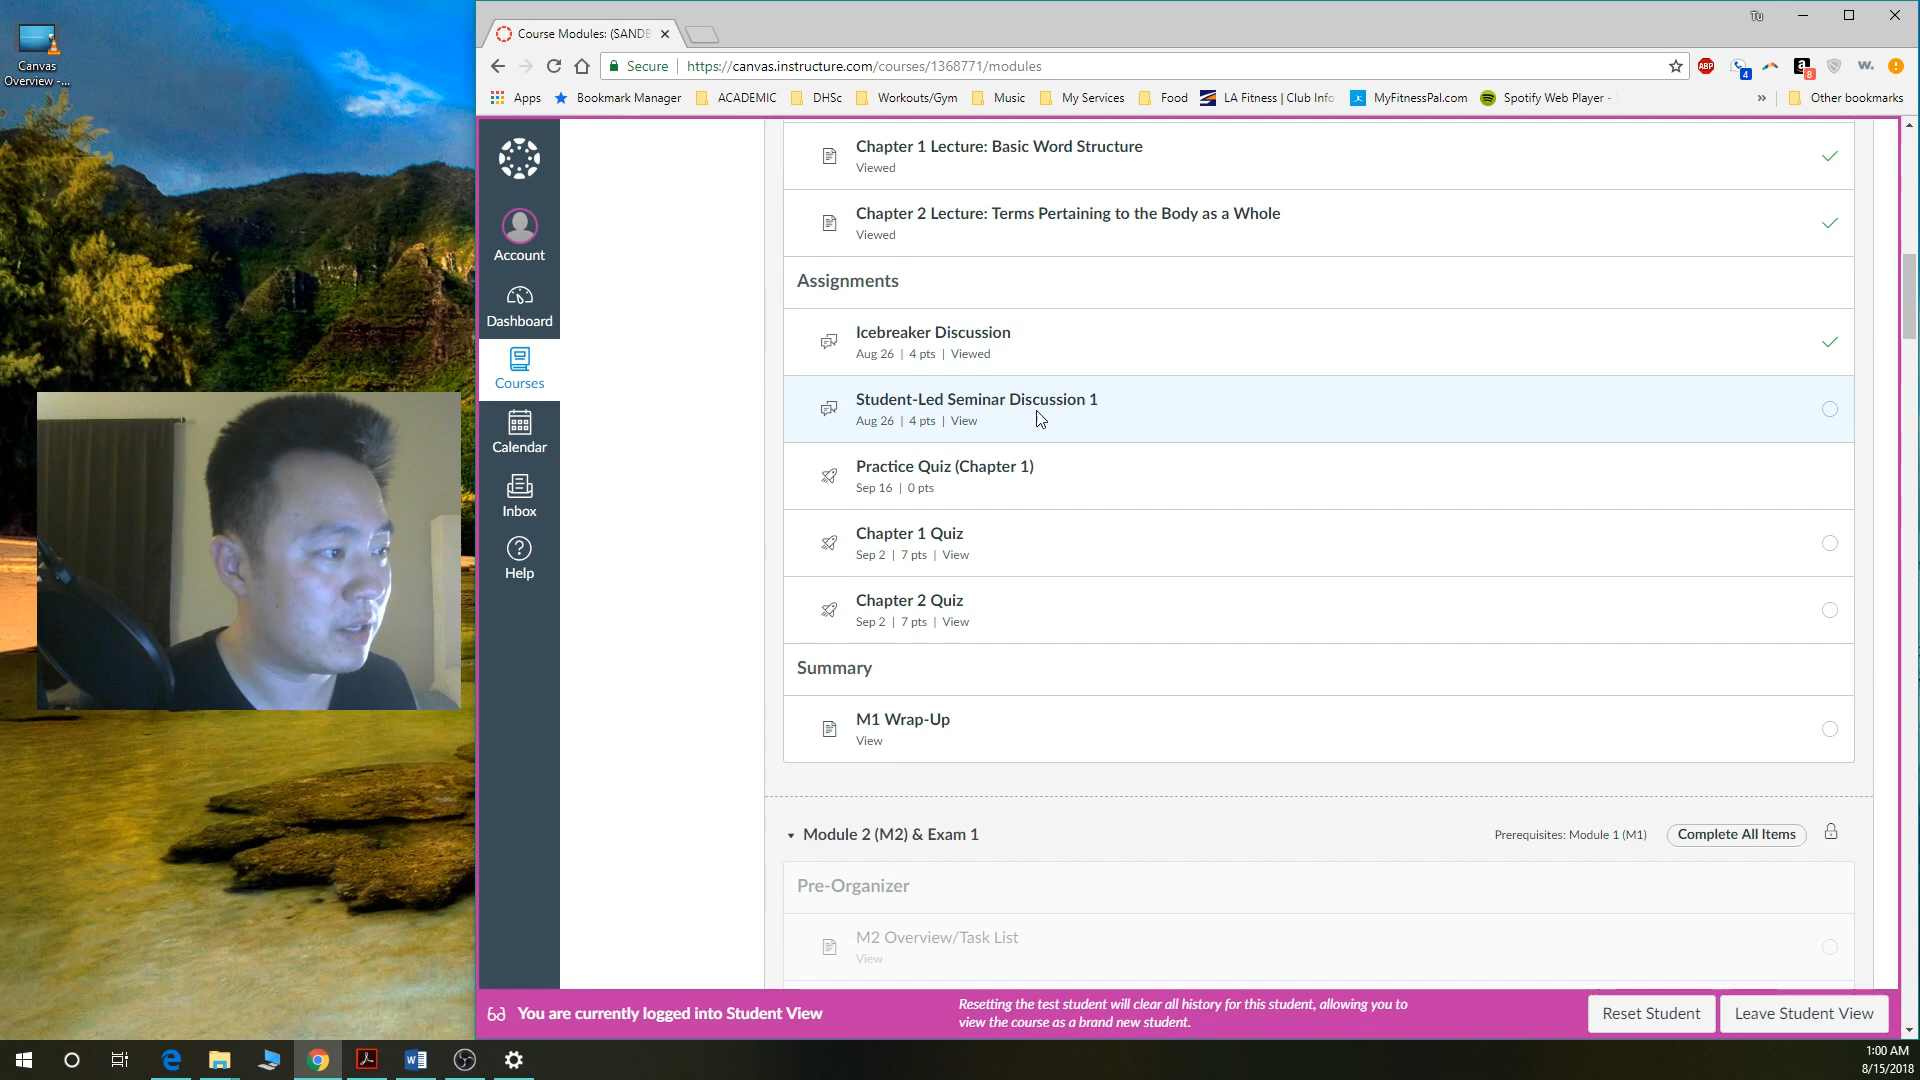 Canvas
Overview -...
Course Modules: (SANDB
Tu
Secure
https://canvas.instructure.com/courses/1368771/modules
ABP
4
a
8
w.
Apps
Bookmark Manager
ACADEMIC
DHSc
Workouts/Gym
Music
My Services
Food
LA Fitness | Club Info
MyFitnessPal.com
Spotify Web Player -
»
Other bookmarks
Account
Dashboard
Courses
Calendar
Inbox
Help
Chapter 1 Lecture: Basic Word Structure
Viewed
Chapter 2 Lecture: Terms Pertaining to the Body as a Whole
Viewed
Assignments
Icebreaker Discussion
Aug 26 | 4 pts | Viewed
Student-Led Seminar Discussion 1
Aug 26 | 4 pts | View
Practice Quiz (Chapter 1)
Sep 16 | 0 pts
Chapter 1 Quiz
Sep 2 | 7 pts | View
Chapter 2 Quiz
Sep 2 | 7 pts | View
Summary
M1 Wrap-Up
View
Module 2 (M2) & Exam 1
Prerequisites: Module 1 (M1)
Complete All Items
Pre-Organizer
M2 Overview/Task List
View
You are currently logged into Student View
Resetting the test student will clear all history for this student, allowing you to
view the course as a brand new student.
Reset Student
Leave Student View
1:00 AM
8/15/2018